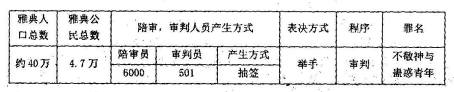 雅典人口总数 雅典公民总数 陪审,审判人员产生方式 表决方式 程序 罪名
约40万 4.7万 陪审员 审判员 产生方式 举手 审判 不敬神与蛊惑青年
6000 501 抽签